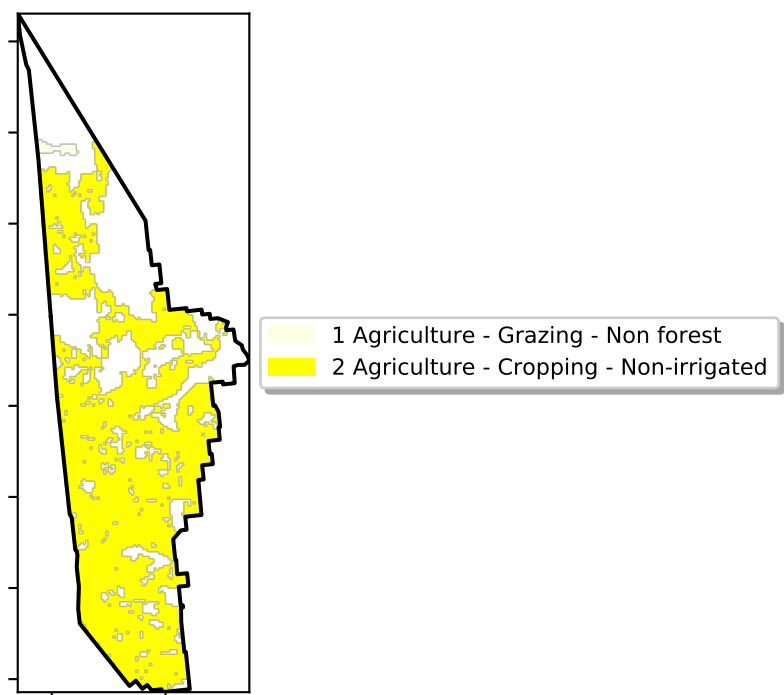 1 Agriculture - Grazing - Non forest
2 Agriculture - Cropping - Non-irrigated